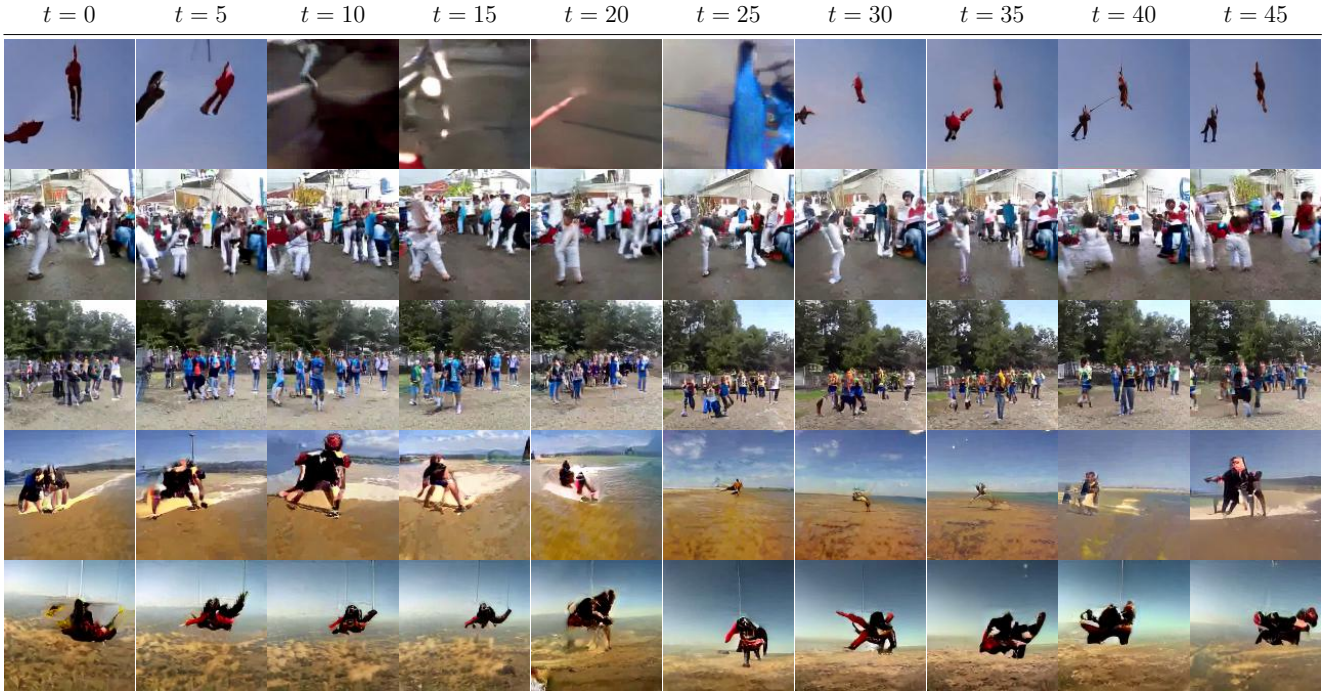 t = 0 t = 5 t = 10 t = 15 t = 20 t = 25 t = 30 t = 35 t = 40 t = 45